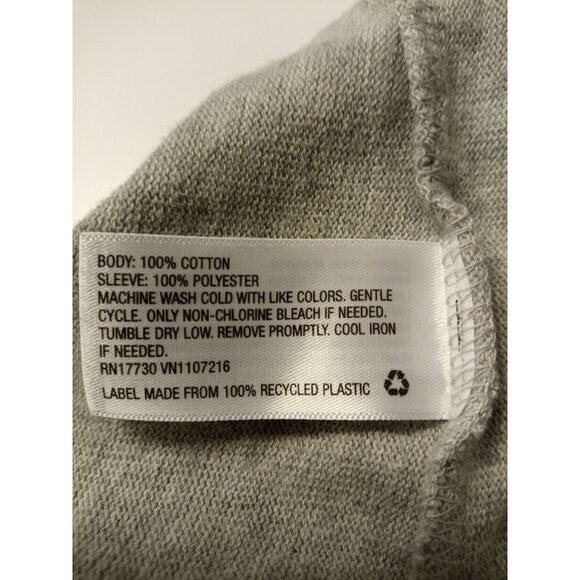 BODY: 100% COTTON
SLEEVE: 100% POLYESTER
MACHINE WASH COLD WITH LIKE COLORS. GENTLE
CYCLE. ONLY NON-CHLORINE BLEACH IF NEEDED.
TUMBLE DRY LOW. REMOVE PROMPTLY. COOL IRON
IF NEEDED.
RN17730 VN1107216
LABEL MADE FROM 100% RECYCLED PLASTIC